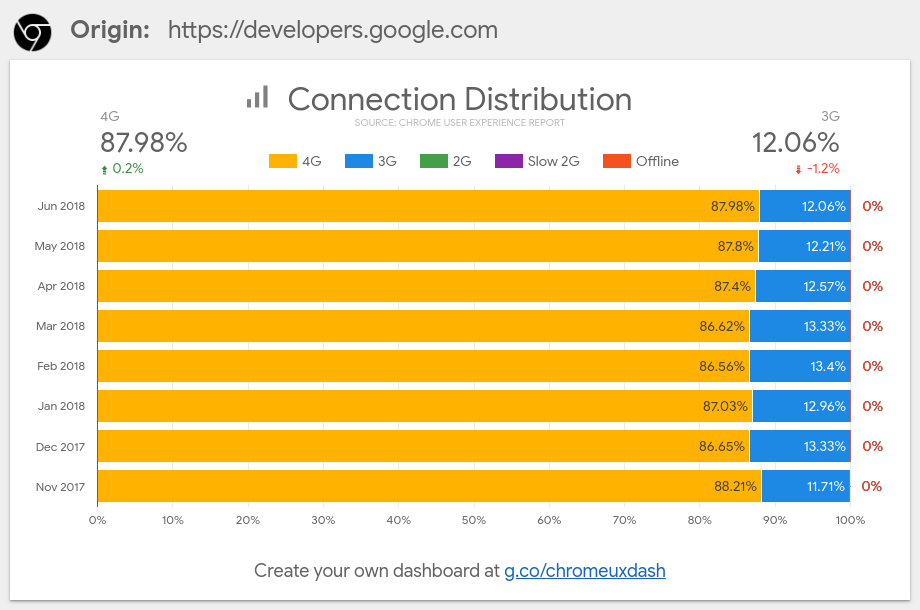 Origin: https://developers.google.com
Connection Distribution
SOURCE: CHROME USER EXPERIENCE REPORT
4G
87.98%
0.2%
3G
12.06%
-1.2%
4G 3G 2G Slow 2G Offline
Jun 2018 87.98% 12.06% 0%
May 2018 87.8% 12.21% 0%
Apr 2018 87.4% 12.57% 0%
Mar 2018 86.62% 13.33% 0%
Feb 2018 86.56% 13.4% 0%
Jan 2018 87.03% 12.96% 0%
Dec 2017 86.65% 13.33% 0%
Nov 2017 88.21% 11.71% 0%
0% 10% 20% 30% 40% 50% 60% 70% 80% 90% 100%
Create your own dashboard at g.co/chromeuxdash